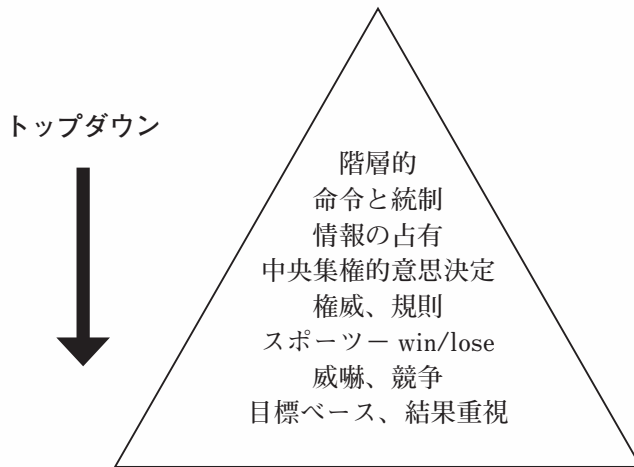 トップダウン
階層的
命令と統制
情報の占有
中央集権的意思決定
権威、規則
スポーツー win/lose
威嚇、競争
目標ベース、結果重視